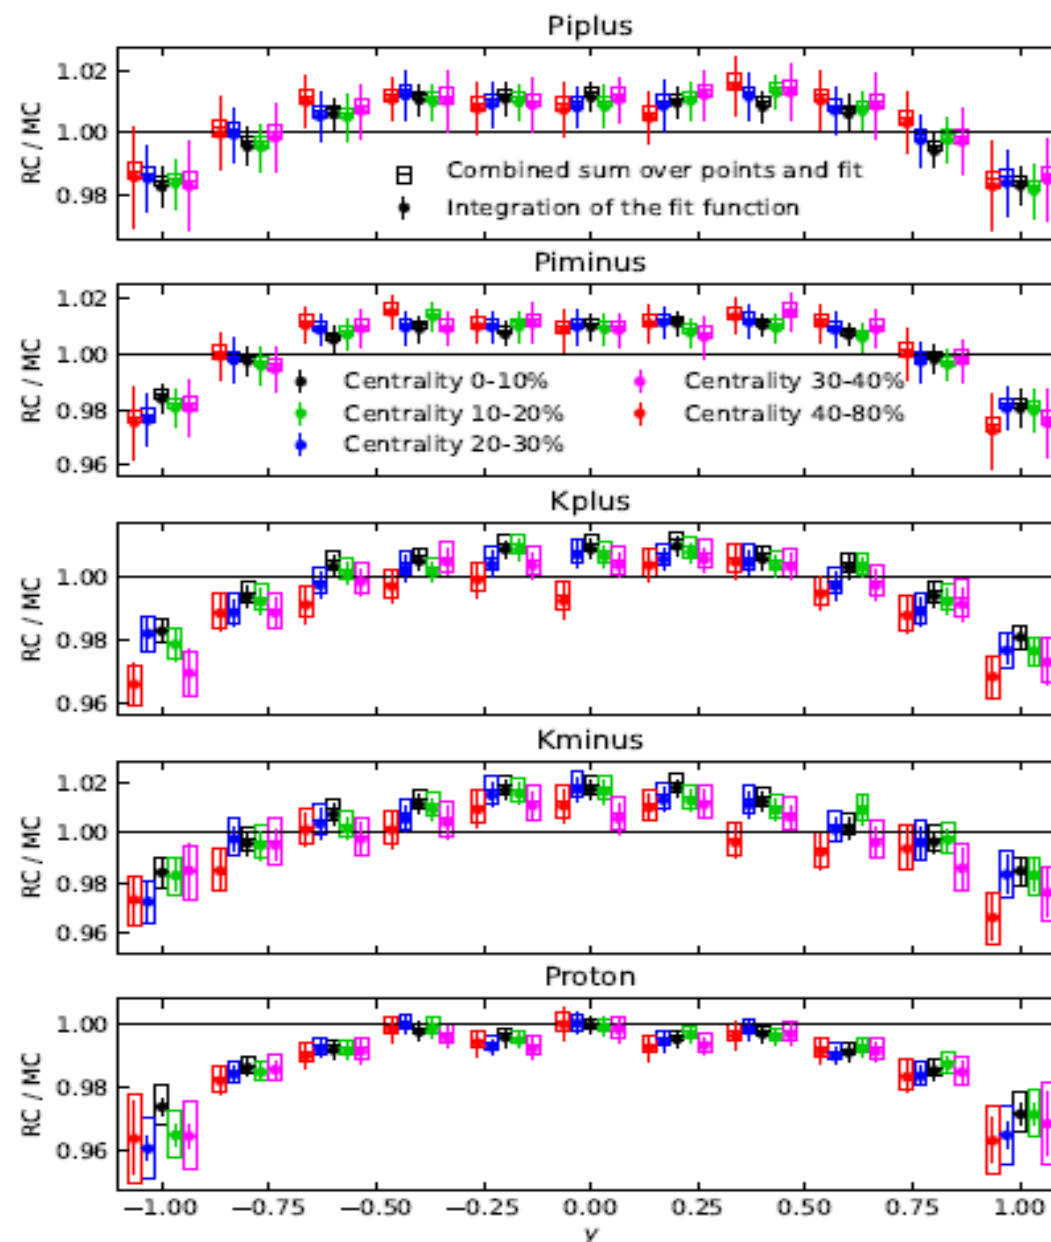 Piplus
1.02
1.00
0.98
RC / MC
Combined sum over points and fit
Integration of the fit function
Piminus
1.02
1.00
0.98
0.96
RC / MC
Centrality 0-10%
Centrality 30-40%
Centrality 10-20%
Centrality 40-80%
Centrality 20-30%
Kplus
1.00
0.98
0.96
RC / MC
Kminus
1.02
1.00
0.98
0.96
RC / MC
Proton
1.00
0.98
0.96
RC / MC
−1.00 −0.75 −0.50 −0.25 0.00 0.25 0.50 0.75 1.00
y